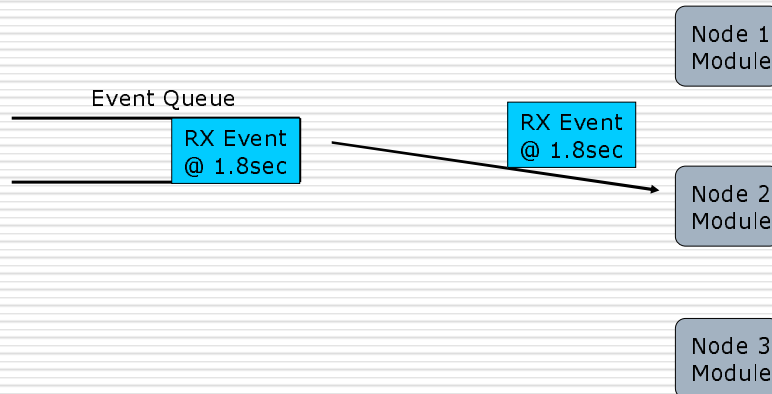 Node 1
Module
Event Queue
RX Event
@ 1.8sec
RX Event
@ 1.8sec
Node 2
Module
Node 3
Module